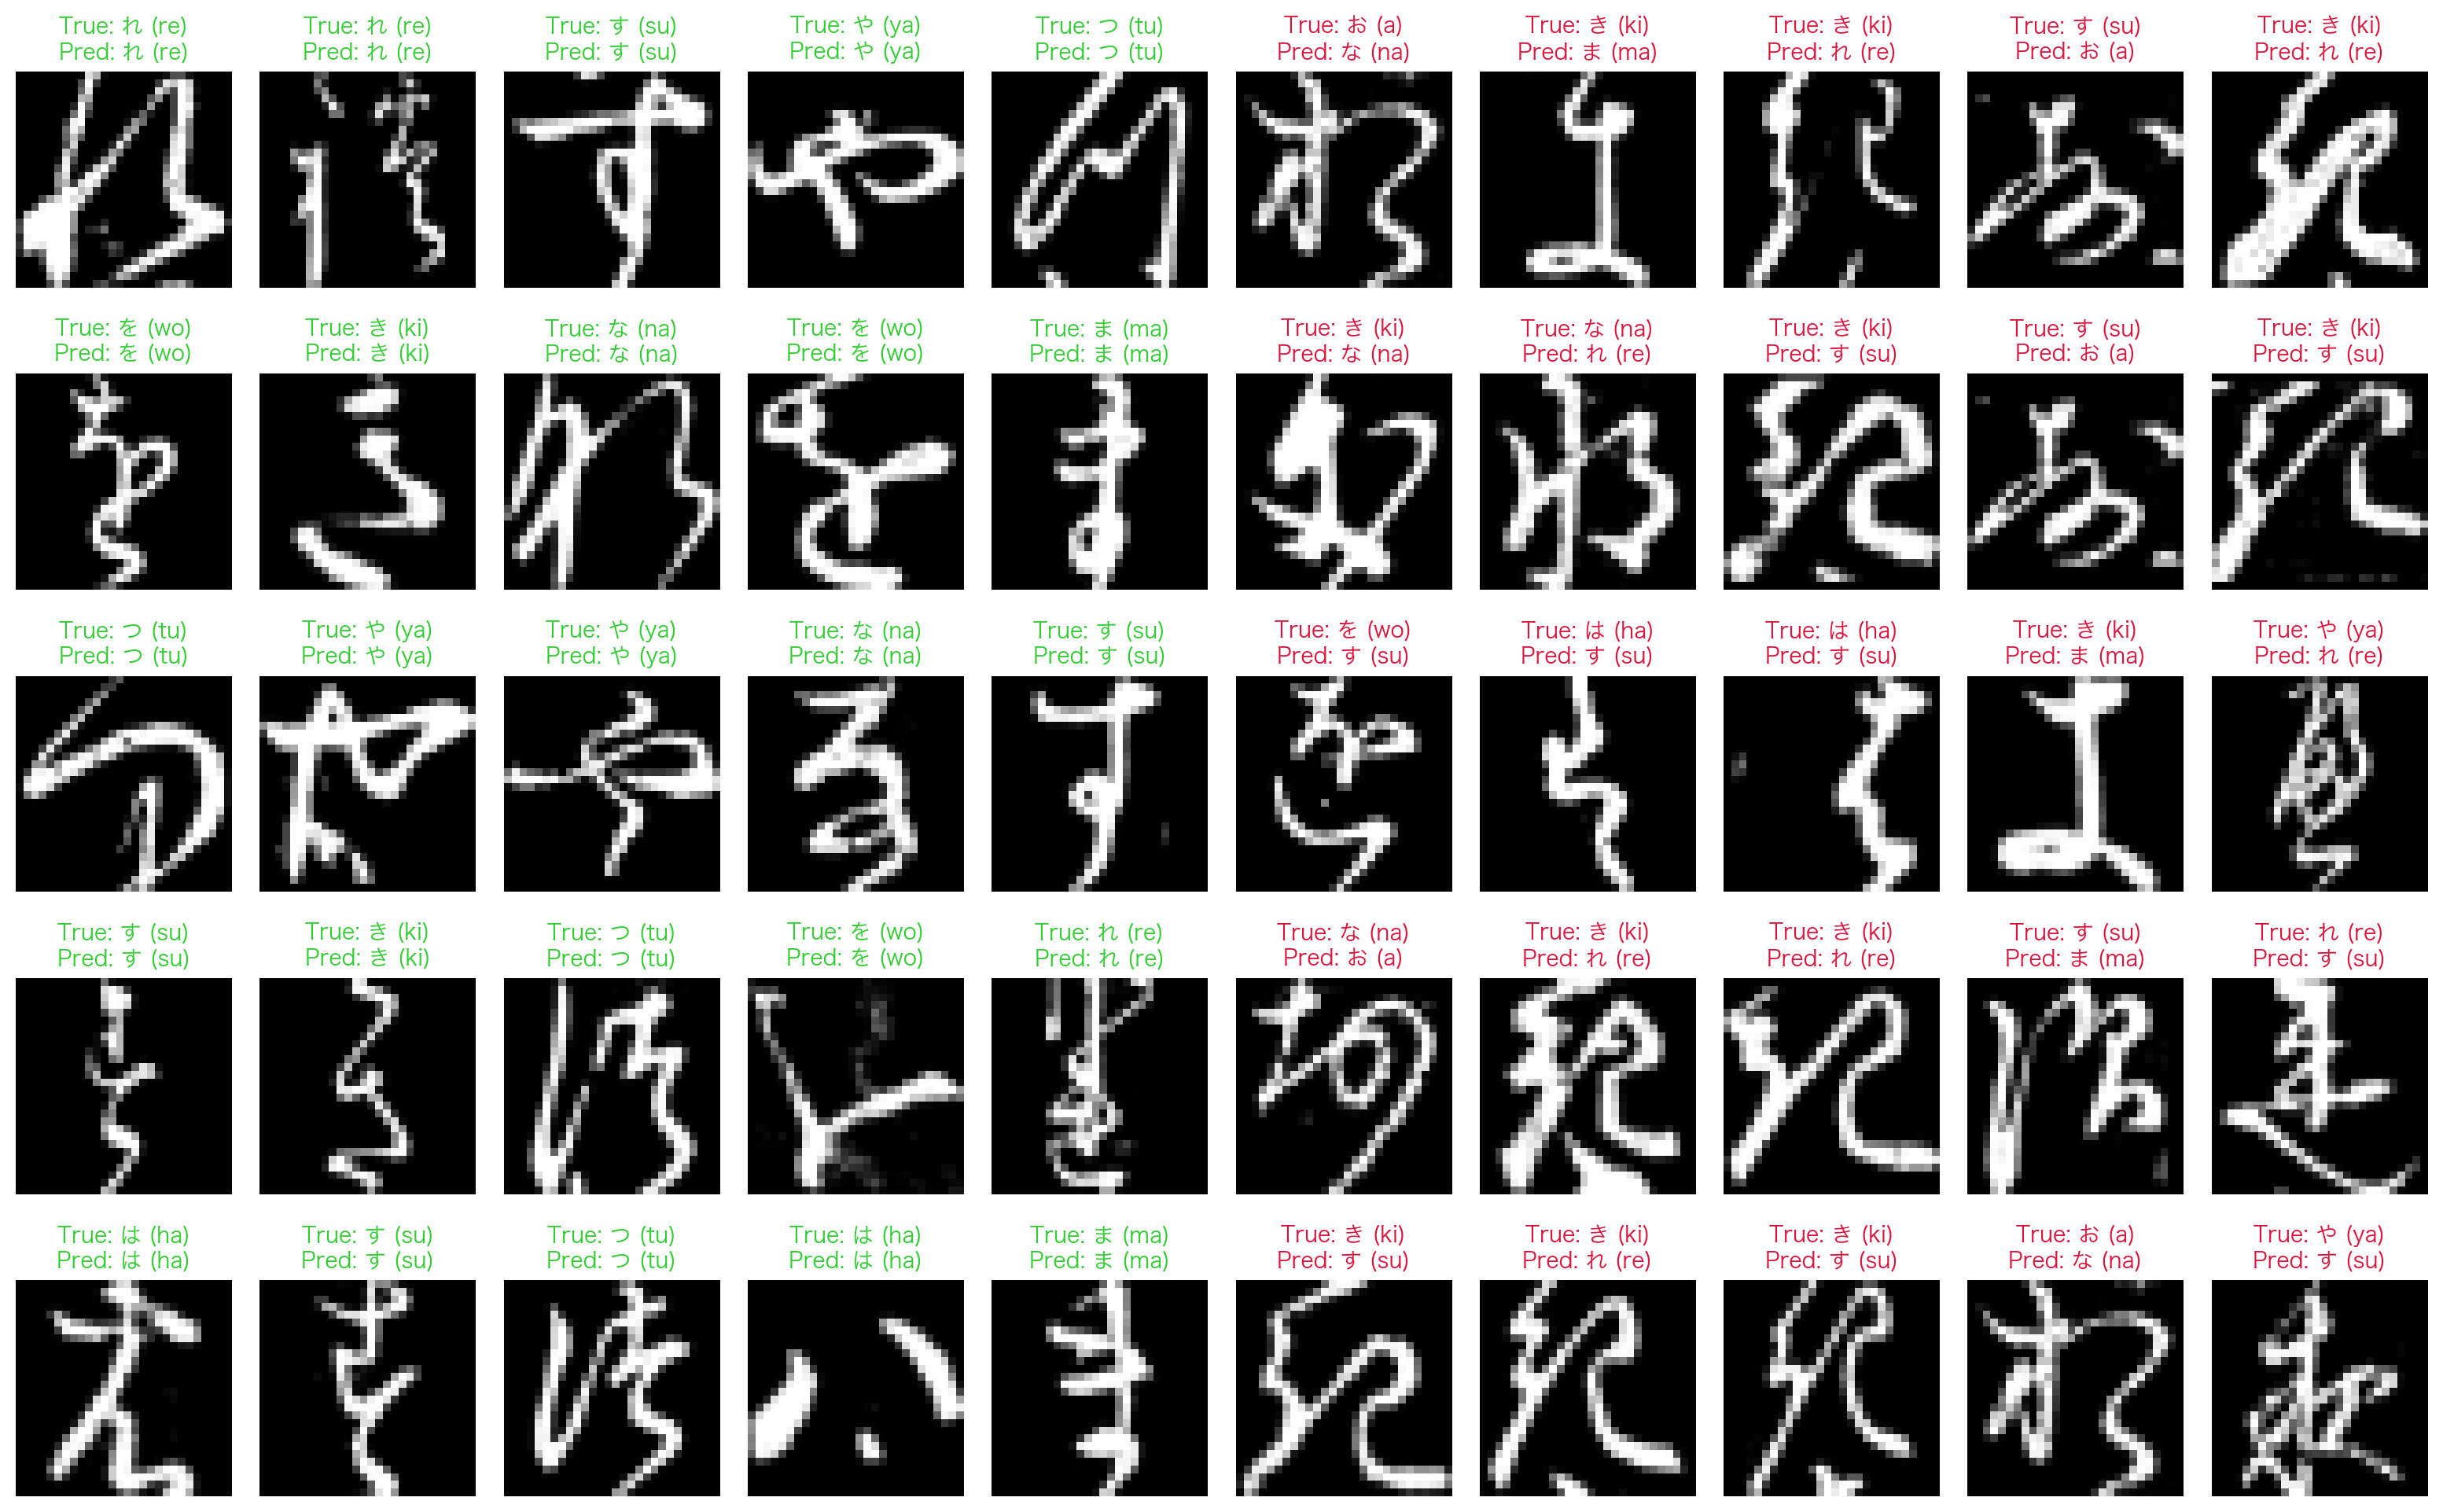 True: れ (re) True: れ (re) True: す (su) True: や (ya) True: つ (tu) True: お (a) True: き (ki) True: き (ki) True: す (su) True: き (ki)
Pred: れ (re) Pred: れ (re) Pred: す (su) Pred: や (ya) Pred: つ (tu) Pred: な (na) Pred: ま (ma) Pred: れ (re) Pred: お (a) Pred: れ (re)
True: を (wo) True: き (ki) True: な (na) True: を (wo) True: ま (ma) True: き (ki) True: な (na) True: き (ki) True: す (su) True: き (ki)
Pred: を (wo) Pred: き (ki) Pred: な (na) Pred: を (wo) Pred: ま (ma) Pred: な (na) Pred: れ (re) Pred: す (su) Pred: お (a) Pred: す (su)
True: つ (tu) True: や (ya) True: や (ya) True: な (na) True: す (su) True: を (wo) True: は (ha) True: は (ha) True: き (ki) True: や (ya)
Pred: つ (tu) Pred: や (ya) Pred: や (ya) Pred: な (na) Pred: す (su) Pred: す (su) Pred: す (su) Pred: す (su) Pred: ま (ma) Pred: れ (re)
True: す (su) True: き (ki) True: つ (tu) True: を (wo) True: れ (re) True: な (na) True: き (ki) True: き (ki) True: す (su) True: れ (re)
Pred: す (su) Pred: き (ki) Pred: つ (tu) Pred: を (wo) Pred: れ (re) Pred: お (a) Pred: れ (re) Pred: れ (re) Pred: ま (ma) Pred: す (su)
True: は (ha) True: す (su) True: つ (tu) True: は (ha) True: ま (ma) True: き (ki) True: き (ki) True: き (ki) True: お (a) True: や (ya)
Pred: は (ha) Pred: す (su) Pred: つ (tu) Pred: は (ha) Pred: ま (ma) Pred: す (su) Pred: れ (re) Pred: す (su) Pred: な (na) Pred: す (su)